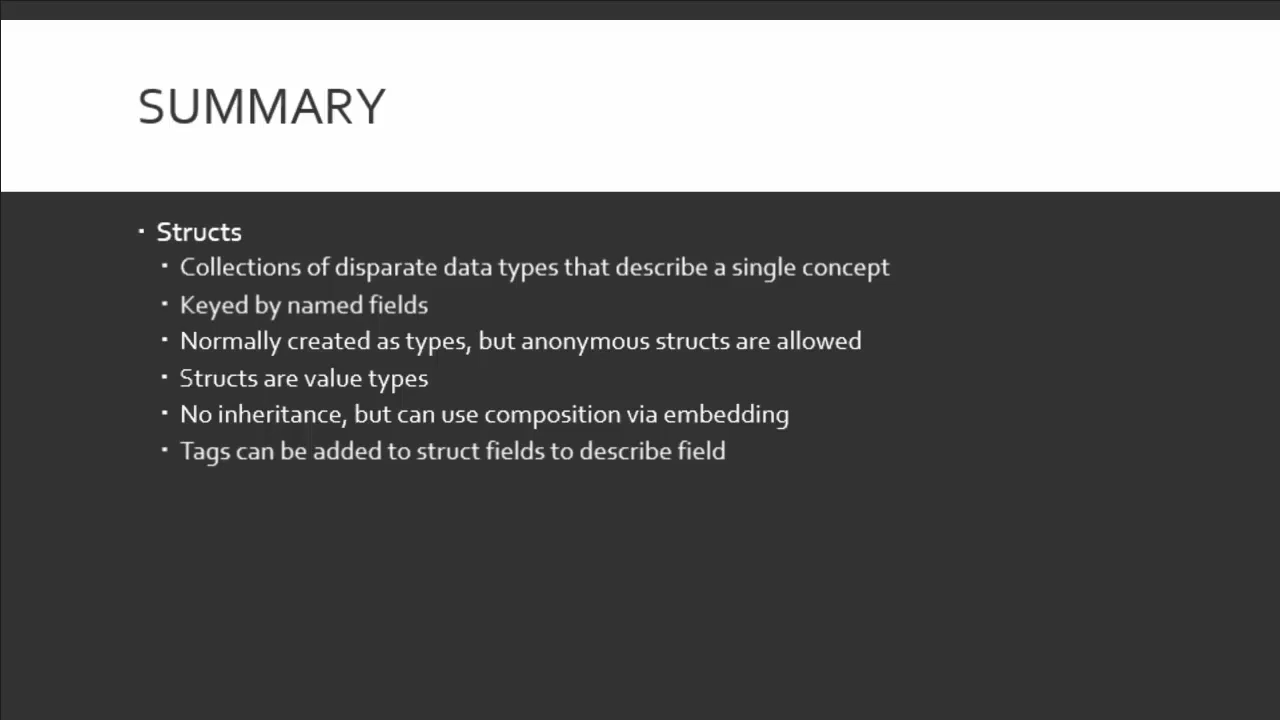 SUMMARY
▪ Structs
▪ Collections of disparate data types that describe a single concept
▪ Keyed by named fields
▪ Normally created as types, but anonymous structs are allowed
▪ Structs are value types
▪ No inheritance, but can use composition via embedding
▪ Tags can be added to struct fields to describe field